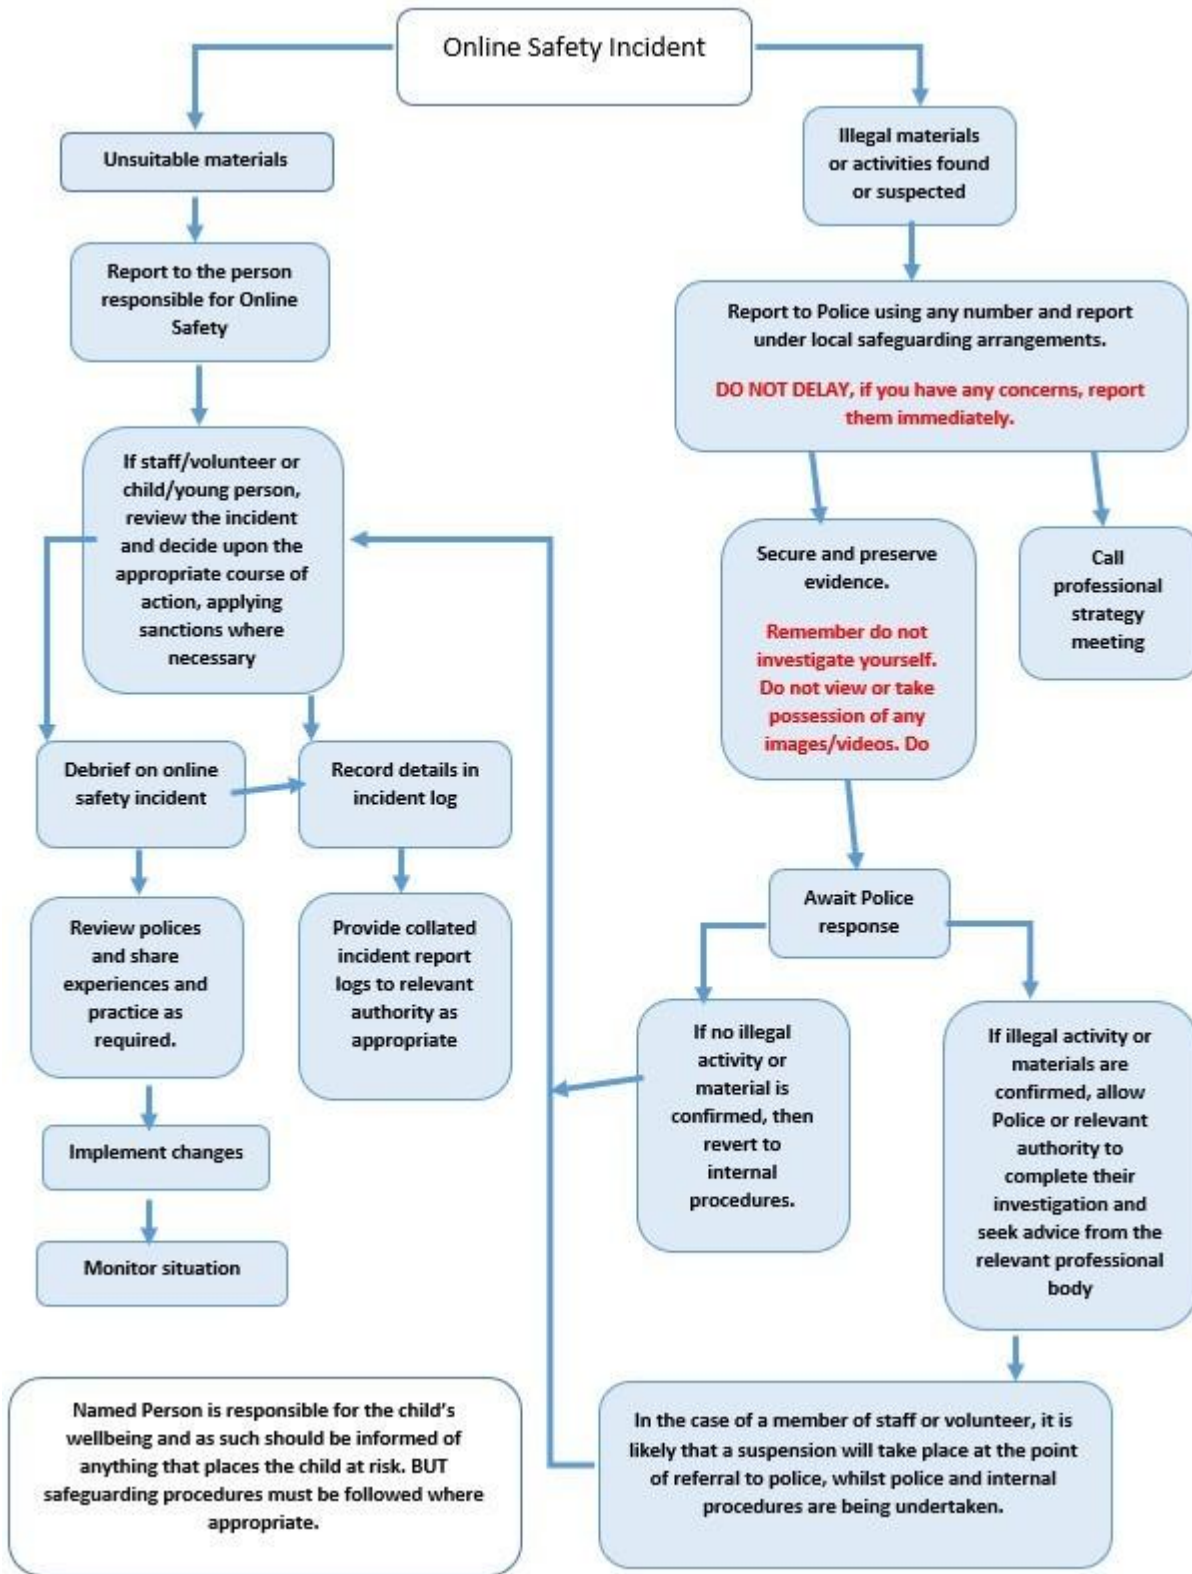 Online Safety Incident
Unsuitable materials
Report to the person
responsible for Online
Safety
If staff/volunteer or
child/young person,
review the incident
and decide upon the
appropriate course of
action, applying
sanctions where
necessary
Debrief on online
safety incident
Record details in
incident log
Review polices
and share
experiences and
practice as
required.
Provide collated
incident report
logs to relevant
authority as
appropriate
Implement changes
Monitor situation
Illegal materials
or activities found
or suspected
Report to Police using any number and report
under local safeguarding arrangements.
DO NOT DELAY, if you have any concerns, report
them immediately.
Secure and preserve
evidence.
Remember do not
investigate yourself.
Do not view or take
possession of any
images/videos. Do
Call
professional
strategy
meeting
Await Police
response
If no illegal
activity or
material is
confirmed, then
revert to
internal
procedures.
If illegal activity or
materials are
confirmed, allow
Police or relevant
authority to
complete their
investigation and
seek advice from the
relevant professional
body
In the case of a member of staff or volunteer, it is
likely that a suspension will take place at the point
of referral to police, whilst police and internal
procedures are being undertaken.
Named Person is responsible for the child's
wellbeing and as such should be informed of
anything that places the child at risk. BUT
safeguarding procedures must be followed where
appropriate.